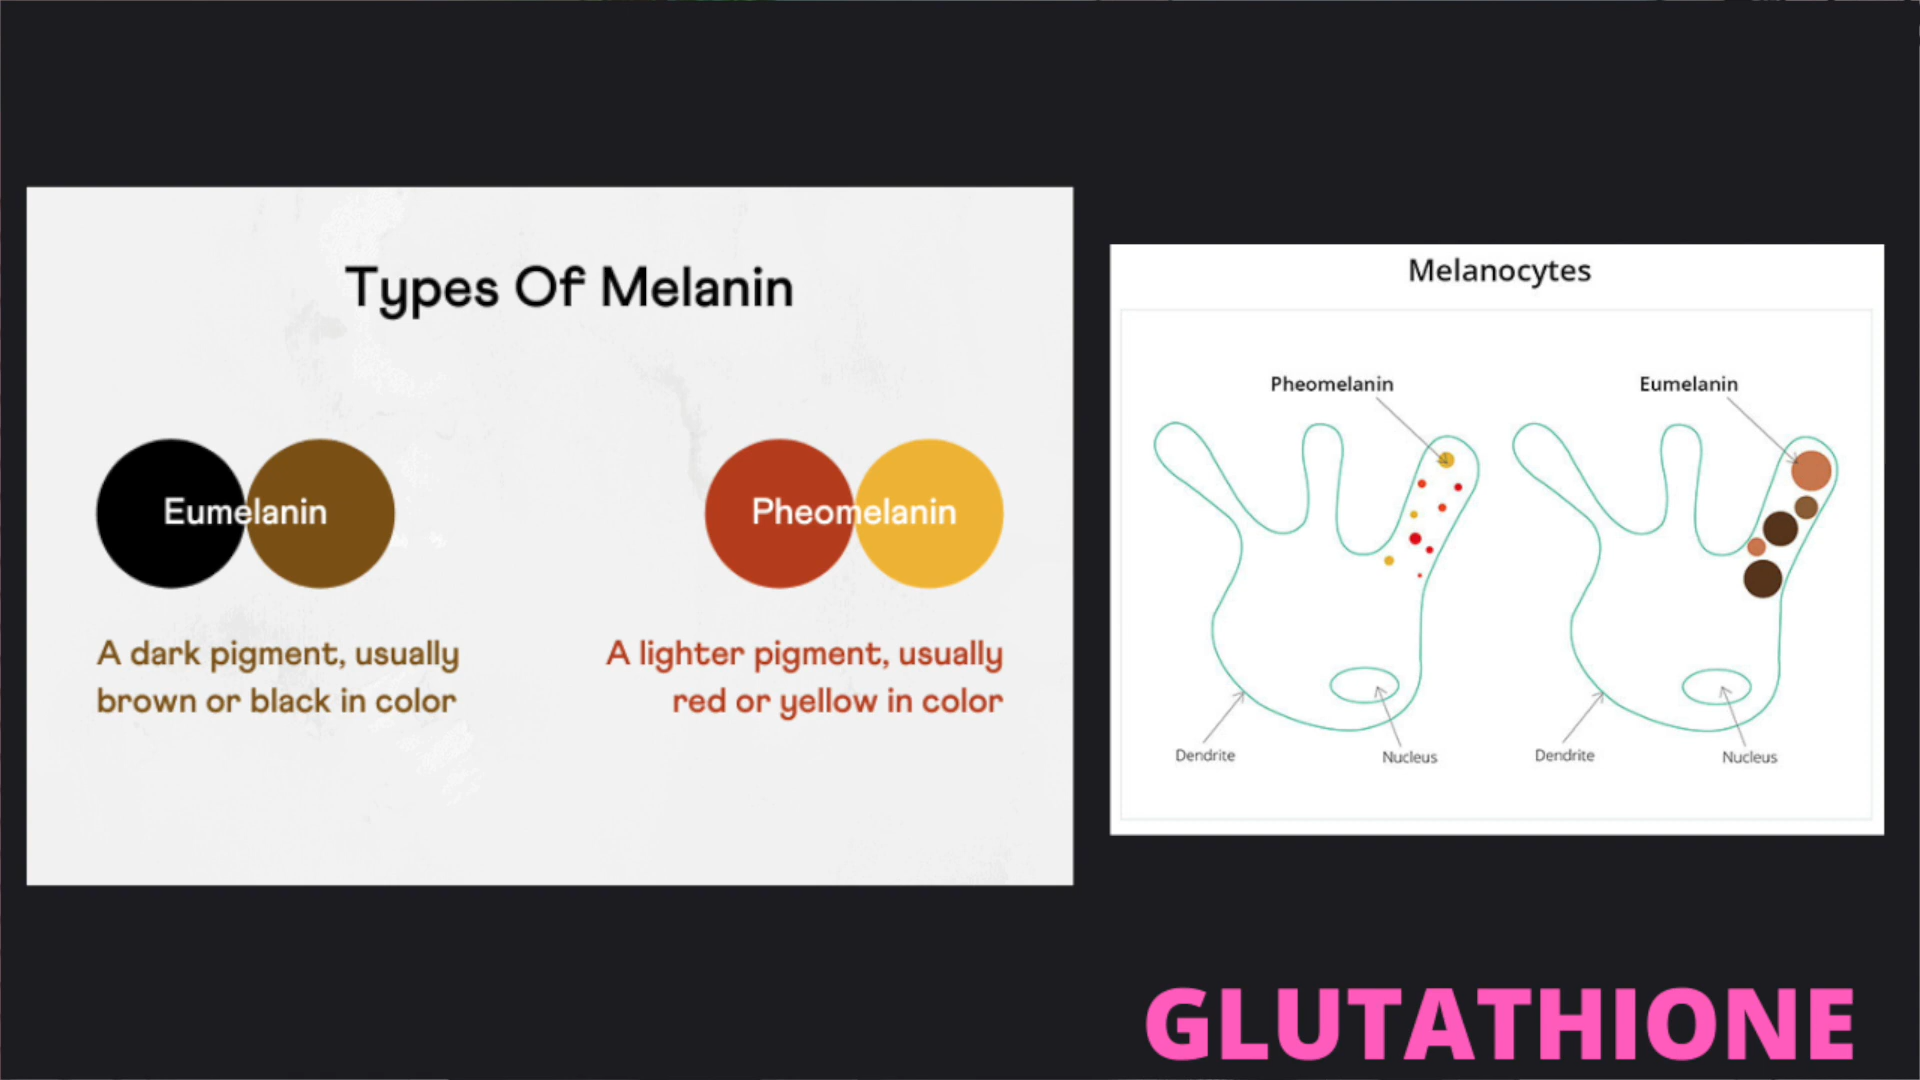 Types Of Melanin
Eumelanin
Pheomelanin
A dark pigment, usually
brown or black in color
A lighter pigment, usually
red or yellow in color
Melanocytes
Pheomelanin
Eumelanin
Dendrite
Nucleus
Dendrite
Nucleus
GLUTATHIONE